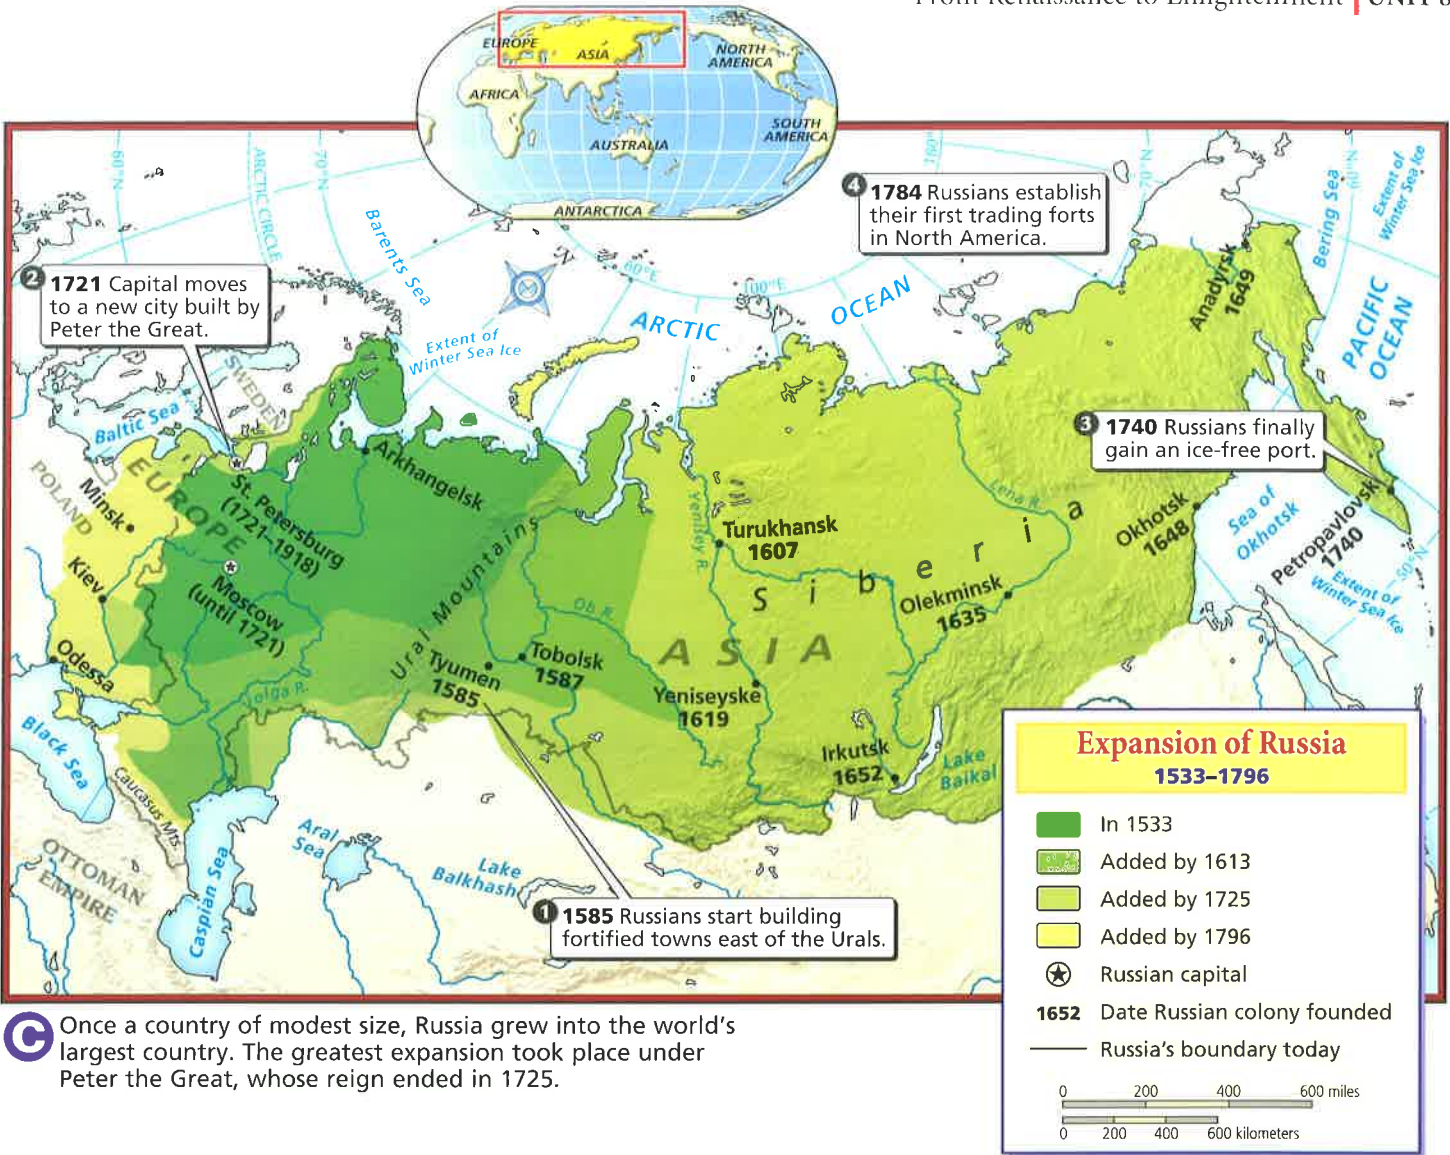 From Renaissance to Enlightenment | UNIT 8
EUROPE
ASIA
NORTH
AMERICA
AFRICA
SOUTH
AMERICA
AUSTRALIA
ANTARCTICA
60°N
ARCTIC CIRCLE
70°N
Barents Sea
Extent of
Winter Sea Ice
N
60°E
100°E
ARCTIC
OCEAN
160°
70°N
60°N
Bering Sea
Extent of
Winter Sea Ice
PACIFIC
OCEAN
4 1784 Russians establish
their first trading forts
in North America.
2 1721 Capital moves
to a new city built by
Peter the Great.
SWEDEN
Baltic Sea
POLAND
EUROPE
Minsk
Kiev
Odessa
Arkhangelsk
St. Petersburg
(1721–1918)
Moscow
(until 1721)
Ural Mountains
Volga R.
Black Sea
Caucasus Mts.
OTTOMAN
EMPIRE
Caspian Sea
Aral
Sea
Lake
Balkhash
Tyumen
1585
Tobolsk
1587
Ob R.
Yenisey R.
Turukhansk
1607
Siberia
ASIA
Yeniseyske
1619
Lena R.
Olekminsk
1635
Irkutsk
1652
Lake
Baikal
Anadyrsk
1649
3 1740 Russians finally
gain an ice-free port.
Okhotsk
1648
Sea of
Okhotsk
Petropavlovsk
1740
50°N
Extent of
Winter Sea Ice
1 1585 Russians start building
fortified towns east of the Urals.
Expansion of Russia
1533–1796
In 1533
Added by 1613
Added by 1725
Added by 1796
Russian capital
1652 Date Russian colony founded
Russia's boundary today
0 200 400 600 miles
0 200 400 600 kilometers
C Once a country of modest size, Russia grew into the world's
largest country. The greatest expansion took place under
Peter the Great, whose reign ended in 1725.